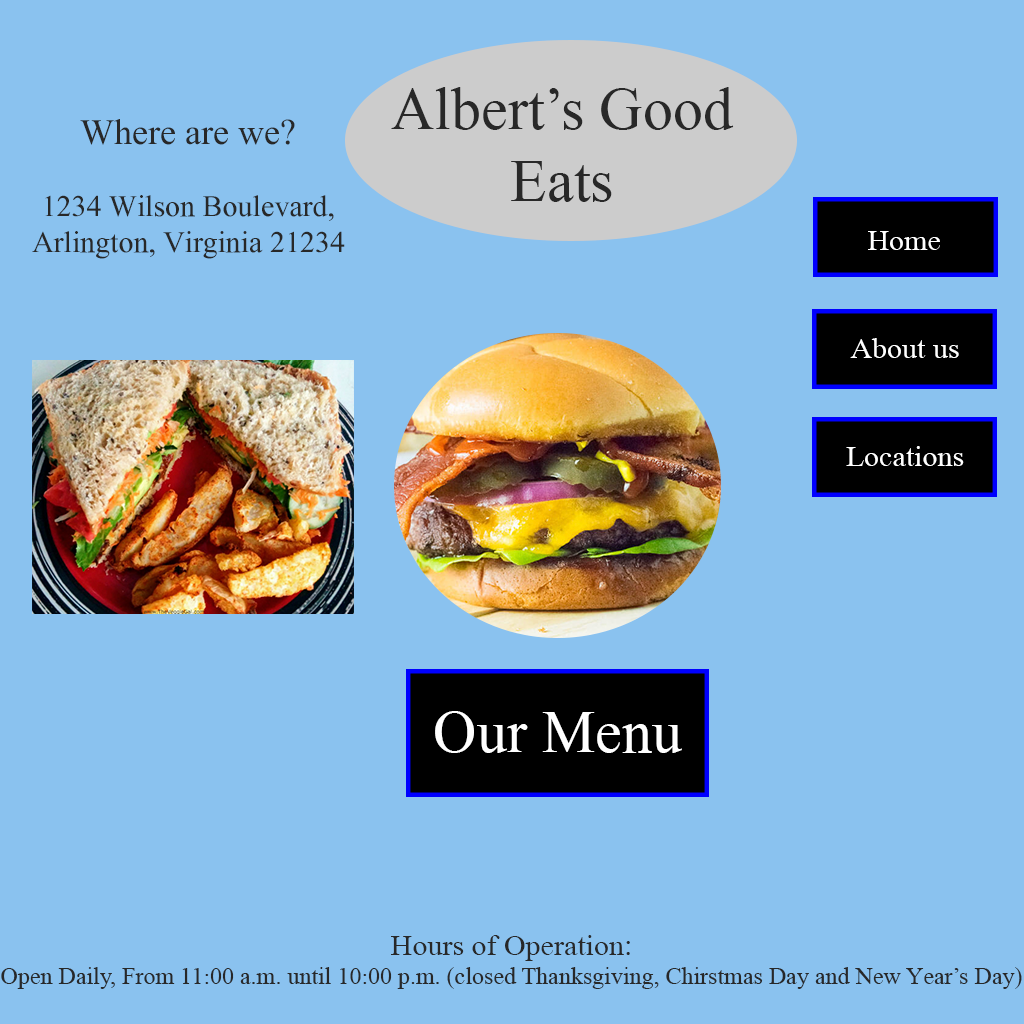 Albert’s Good
Eats
Where are we?
1234 Wilson Boulevard,
Arlington, Virginia 21234
Home
About us
Locations
Our Menu
Hours of Operation:
Open Daily, From 11:00 a.m. until 10:00 p.m. (closed Thanksgiving, Chirstmas Day and New Year’s Day)